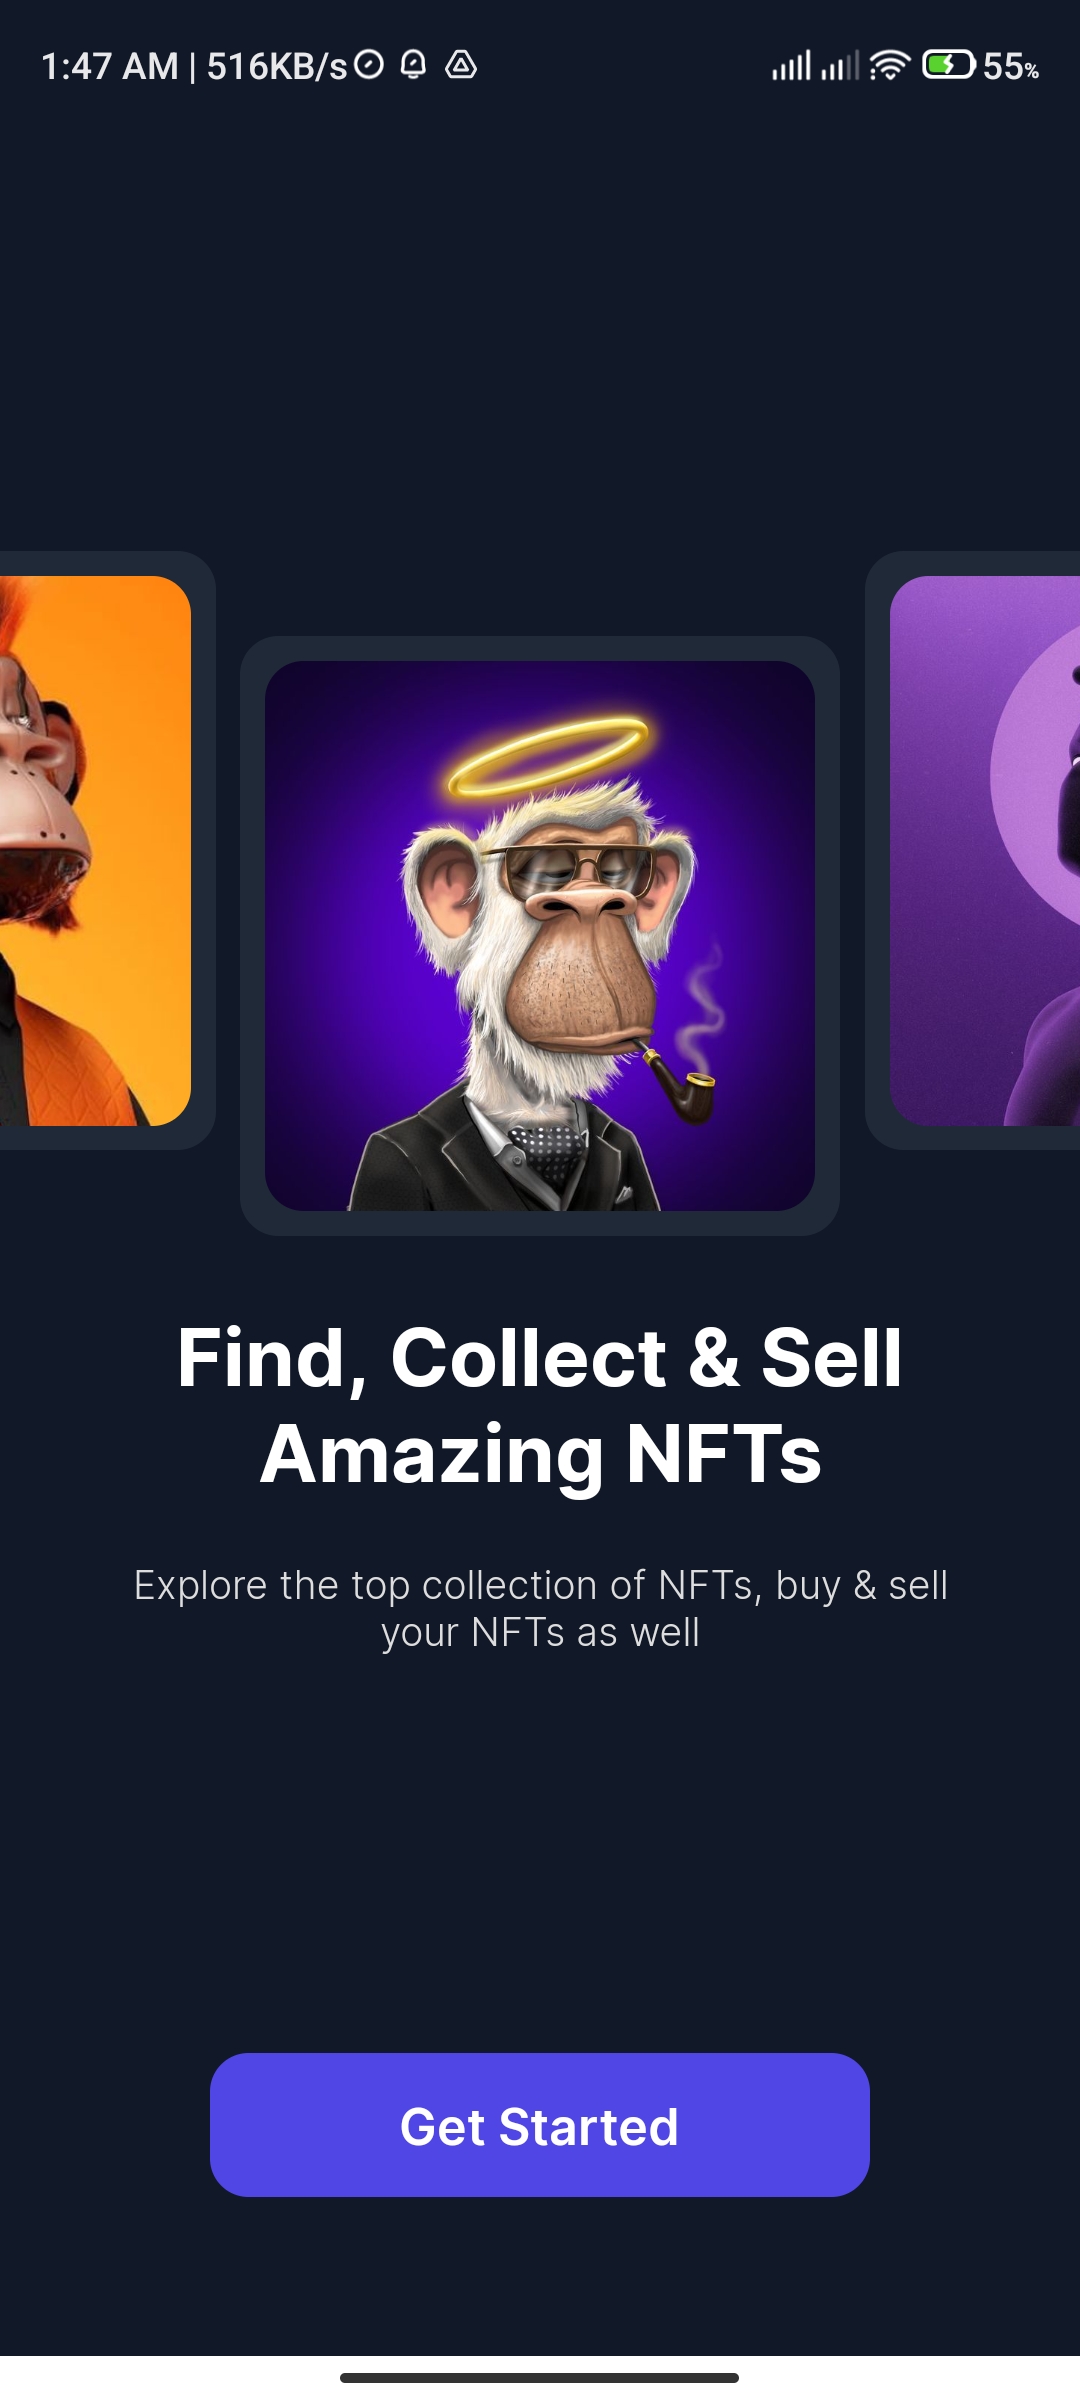 1:47 AM | 516KB/s 55%
Find, Collect & Sell
Amazing NFTs
Explore the top collection of NFTs, buy & sell
your NFTs as well
Get Started